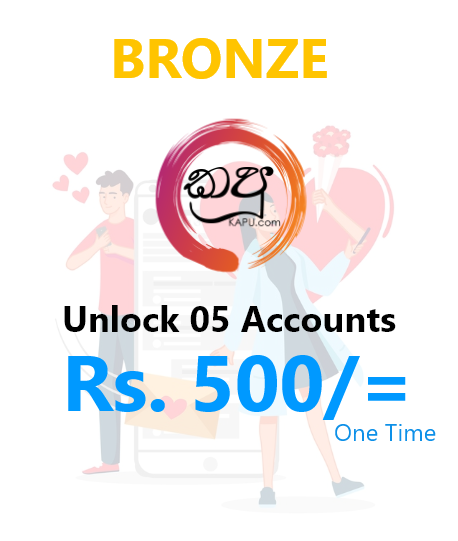 BRONZE
කපු
KAPU.com
Unlock 05 Accounts
Rs. 500/=
One Time